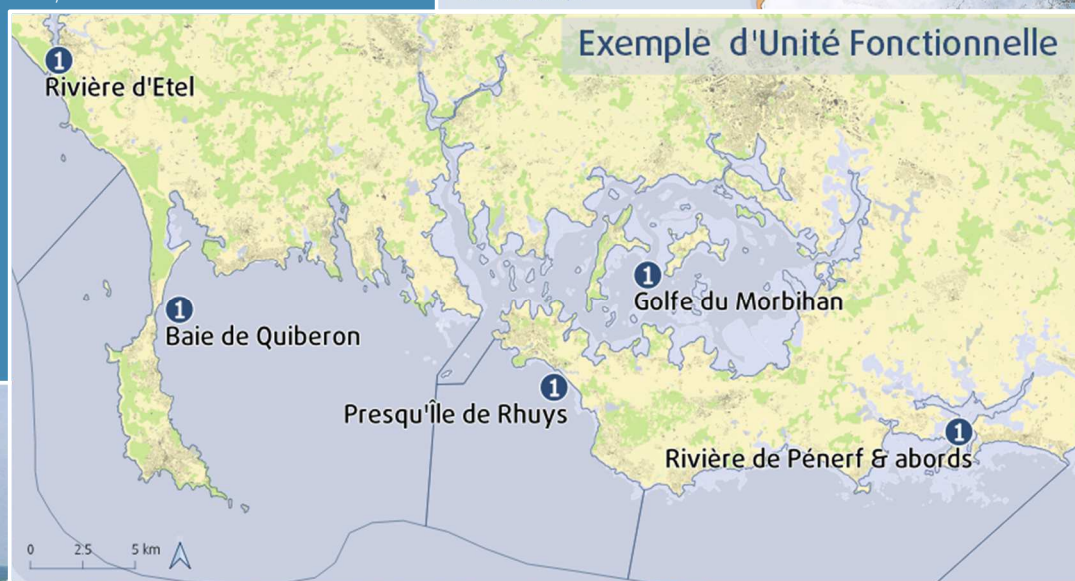 Exemple d'Unité Fonctionnelle
1
Rivière d'Etel
1
Golfe du Morbihan
1
Baie de Quiberon
1
Presqu'Île de Rhuys
1
Rivière de Pénerf & abords
0 2.5 5 km